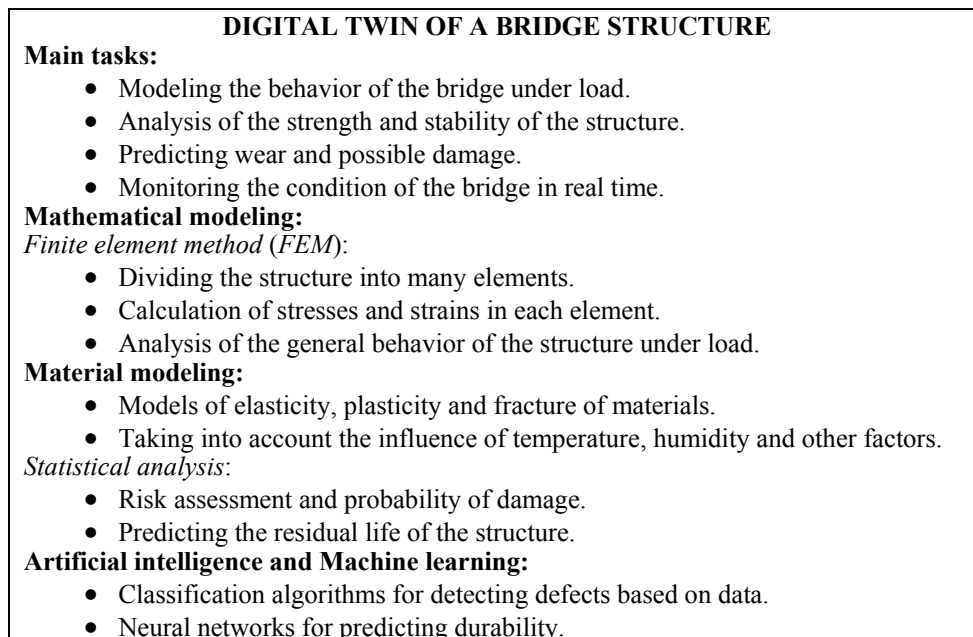 DIGITAL TWIN OF A BRIDGE STRUCTURE
Main tasks:
• Modeling the behavior of the bridge under load.
• Analysis of the strength and stability of the structure.
• Predicting wear and possible damage.
• Monitoring the condition of the bridge in real time.
Mathematical modeling:
Finite element method (FEM):
• Dividing the structure into many elements.
• Calculation of stresses and strains in each element.
• Analysis of the general behavior of the structure under load.
Material modeling:
• Models of elasticity, plasticity and fracture of materials.
• Taking into account the influence of temperature, humidity and other factors.
Statistical analysis:
• Risk assessment and probability of damage.
• Predicting the residual life of the structure.
Artificial intelligence and Machine learning:
• Classification algorithms for detecting defects based on data.
• Neural networks for predicting durability.